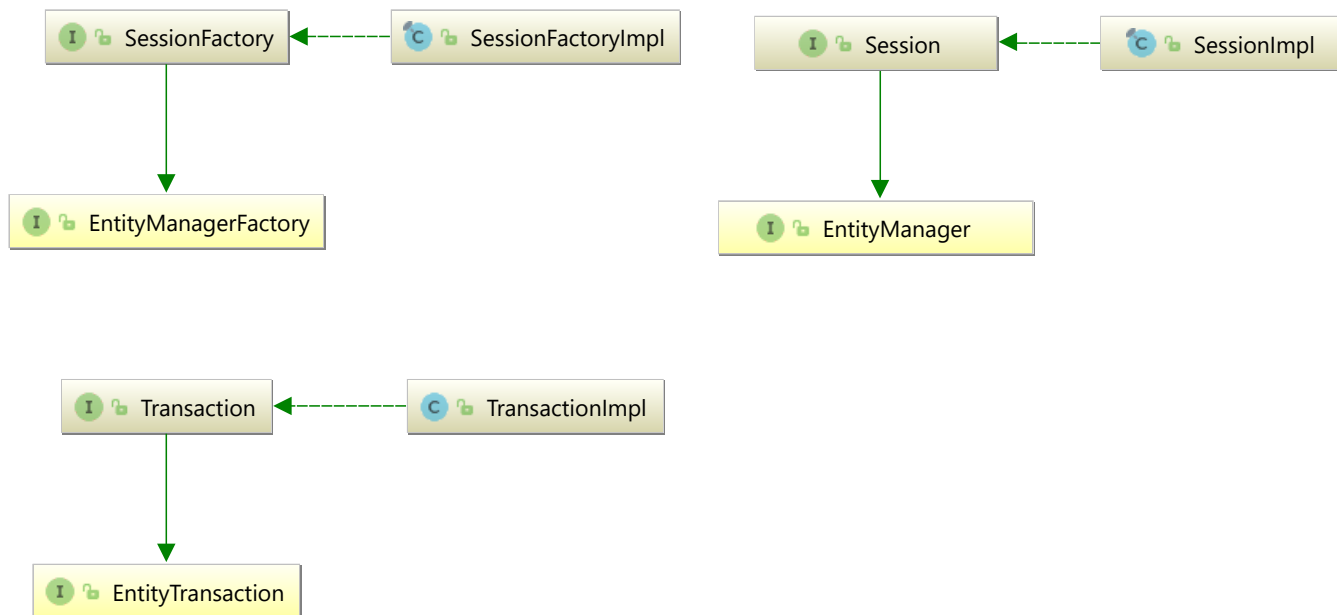 I SessionFactory
C SessionFactoryImpl
I Session
C SessionImpl
I EntityManagerFactory
I EntityManager
I Transaction
C TransactionImpl
I EntityTransaction